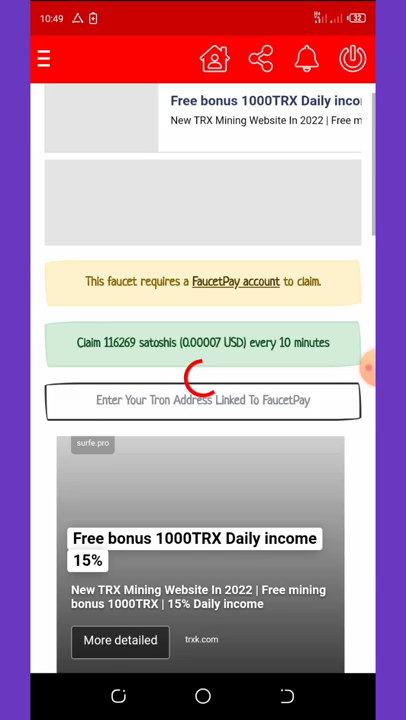 10:49
32
Free bonus 1000TRX Daily inco
New TRX Mining Website In 2022 | Free m
This faucet requires a FaucetPay account to claim.
Claim 116269 satoshis (0.00007 USD) every 10 minutes
Enter Your Tron Address Linked To FaucetPay
surfe.pro
Free bonus 1000TRX Daily income
15%
New TRX Mining Website In 2022 | Free mining
bonus 1000TRX | 15% Daily income
More detailed
trxk.com